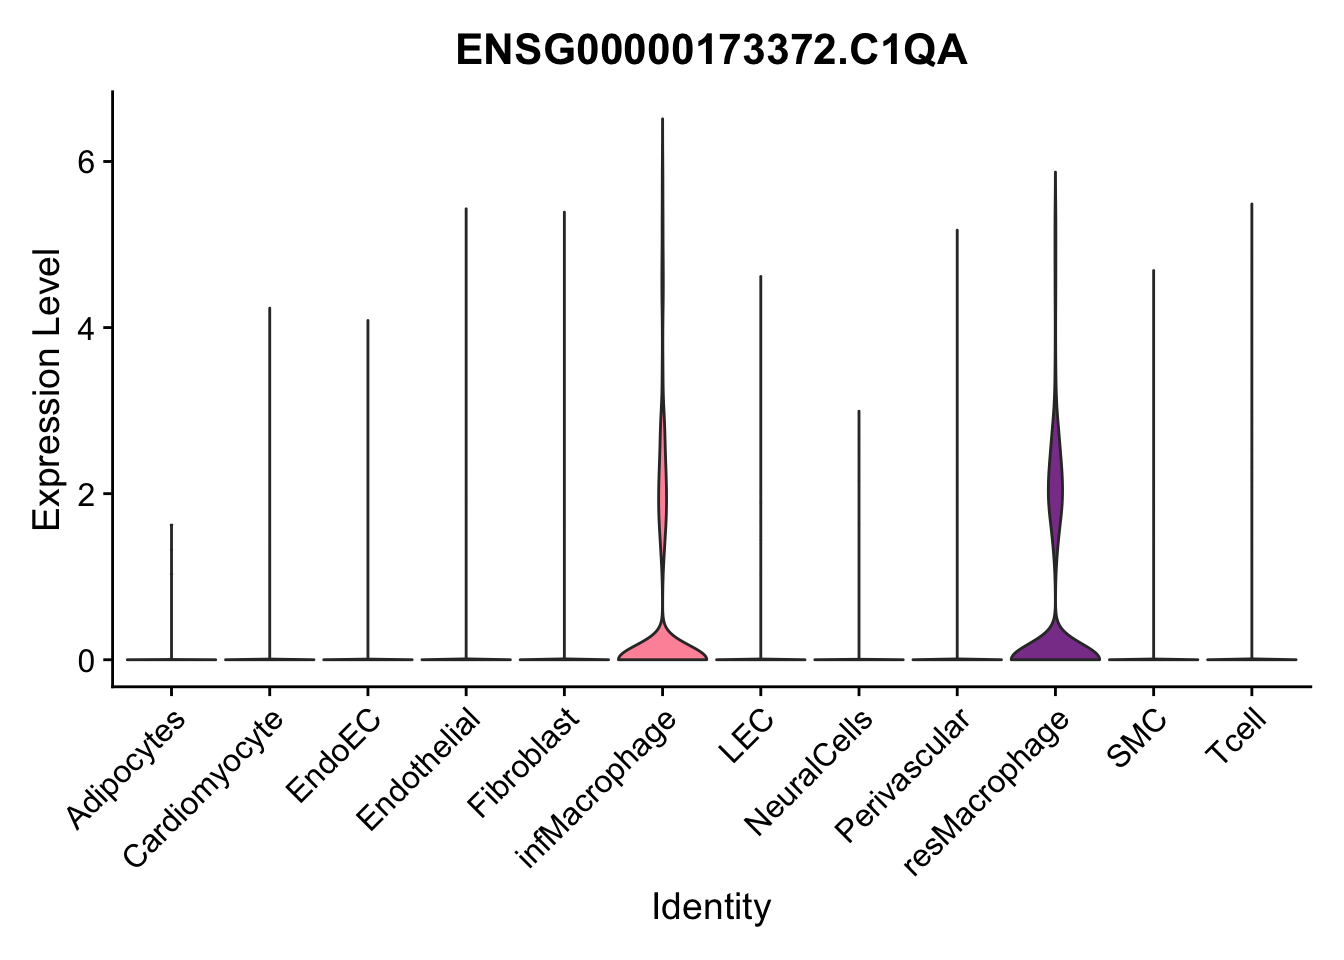 ENSG00000173372.C1QA
Expression Level
6
4
2
0
Adipocytes
Cardiomyocyte
EndoEC
Endothelial
Fibroblast
infMacrophage
LEC
NeuralCells
Perivascular
resMacrophage
SMC
Tcell
Identity